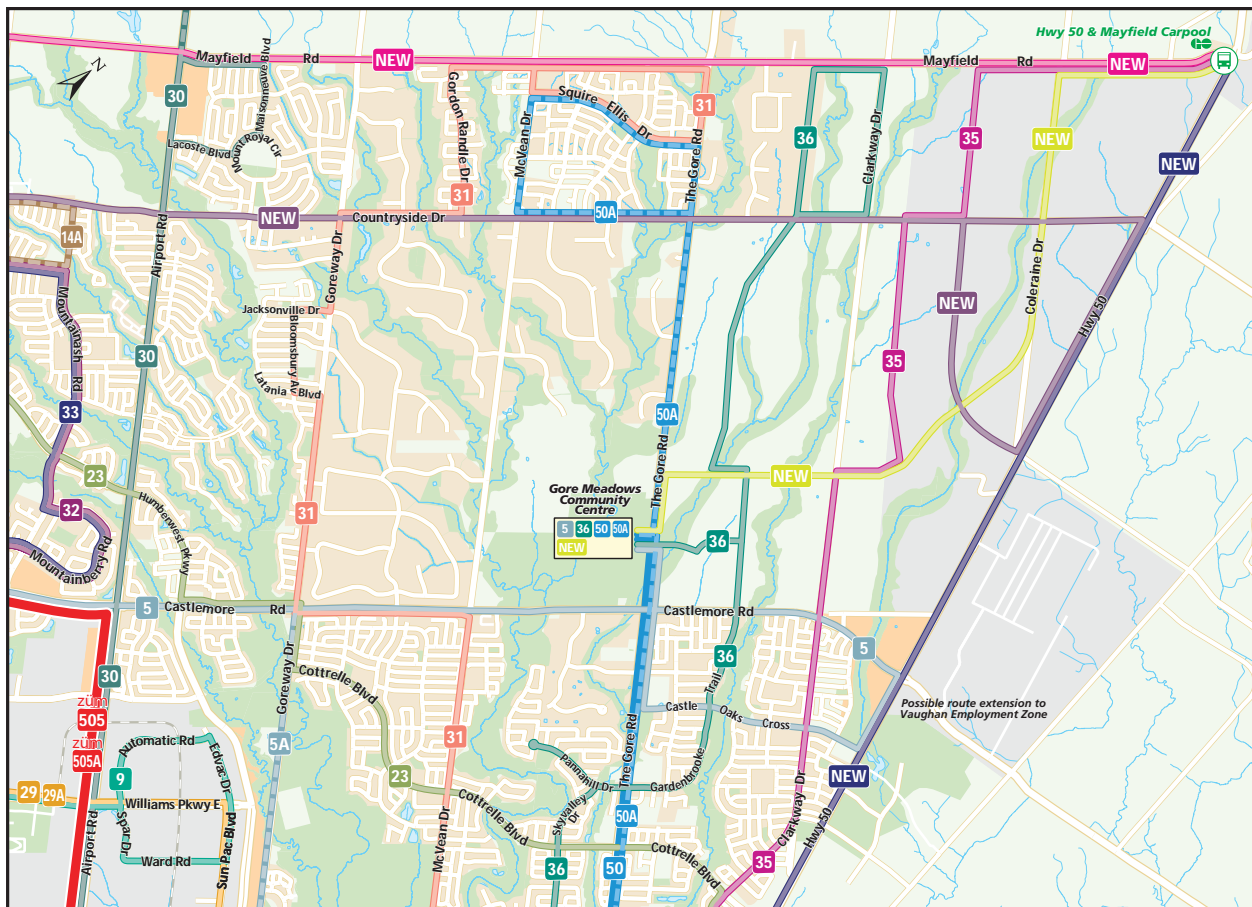 Hwy 50 & Mayfield Carpool
Mayfield Rd
NEW
Mayfield Rd
NEW
N
30
Maisonneuve Blvd
Mount Royal Cir
Lacoste Blvd
Gordon Randle Dr
31
Squire Ellis Dr
McVean Dr
31
The Gore Rd
36
Clarkway Dr
35
NEW
NEW
NEW
Countryside Dr
50A
14A
Airport Rd
Goreway Dr
Coleraine Dr
NEW
Hwy 50
Jacksonville Dr
Bloomsbury Av
Latania Blvd
Mountainash Rd
30
35
33
50A
The Gore Rd
23
NEW
Humberwest Pkwy
32
31
Gore Meadows
Community
Centre
5 36 50 50A
NEW
36
Mountainberry Rd
5
Castlemore Rd
Castlemore Rd
5
36
30
Goreway Dr
Cottrelle Blvd
Trail
Castle Oaks Cross
Possible route extension to
Vaughan Employment Zone
züm
505
züm
505A
Automatic Rd
Edvac Dr
5A
31
The Gore Rd
9
23
Pannahill Dr
Gardenbrooke
NEW
29
29A
Williams Pkwy E
Cottrelle Blvd
Skyvalley Dr
50A
Clarkway Dr
Hwy 50
Airport Rd
Spar Dr
Sun Pac Blvd
McVean Dr
Ward Rd
36
50
Cottrelle Blvd
35